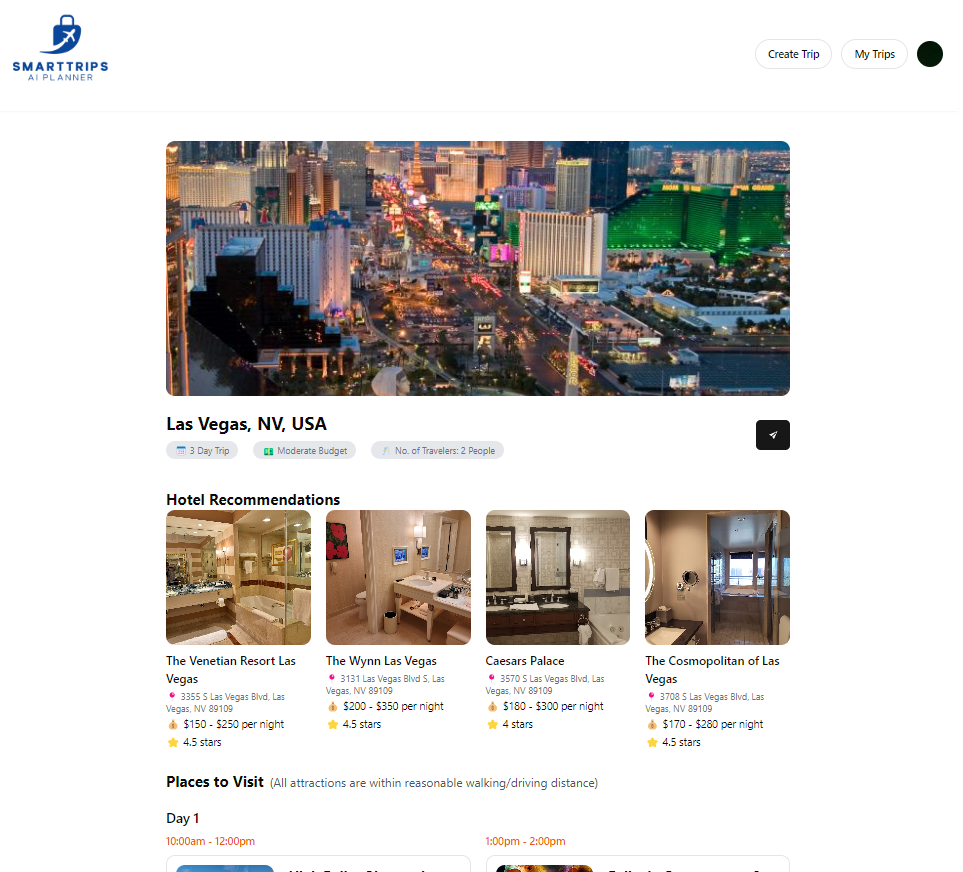 SMARTTRIPS
AI PLANNER
Create Trip
My Trips
Las Vegas, NV, USA
3 Day Trip
Moderate Budget
No. of Travelers: 2 People
Hotel Recommendations
The Venetian Resort Las
Vegas
3355 S Las Vegas Blvd, Las
Vegas, NV 89109
$150 - $250 per night
4.5 stars
The Wynn Las Vegas
3131 Las Vegas Blvd S, Las
Vegas, NV 89109
$200 - $350 per night
4.5 stars
Caesars Palace
3570 S Las Vegas Blvd, Las
Vegas, NV 89109
$180 - $300 per night
4 stars
The Cosmopolitan of Las
Vegas
3708 S Las Vegas Blvd, Las
Vegas, NV 89109
$170 - $280 per night
4.5 stars
Places to Visit (All attractions are within reasonable walking/driving distance)
Day 1
10:00am - 12:00pm
1:00pm - 2:00pm